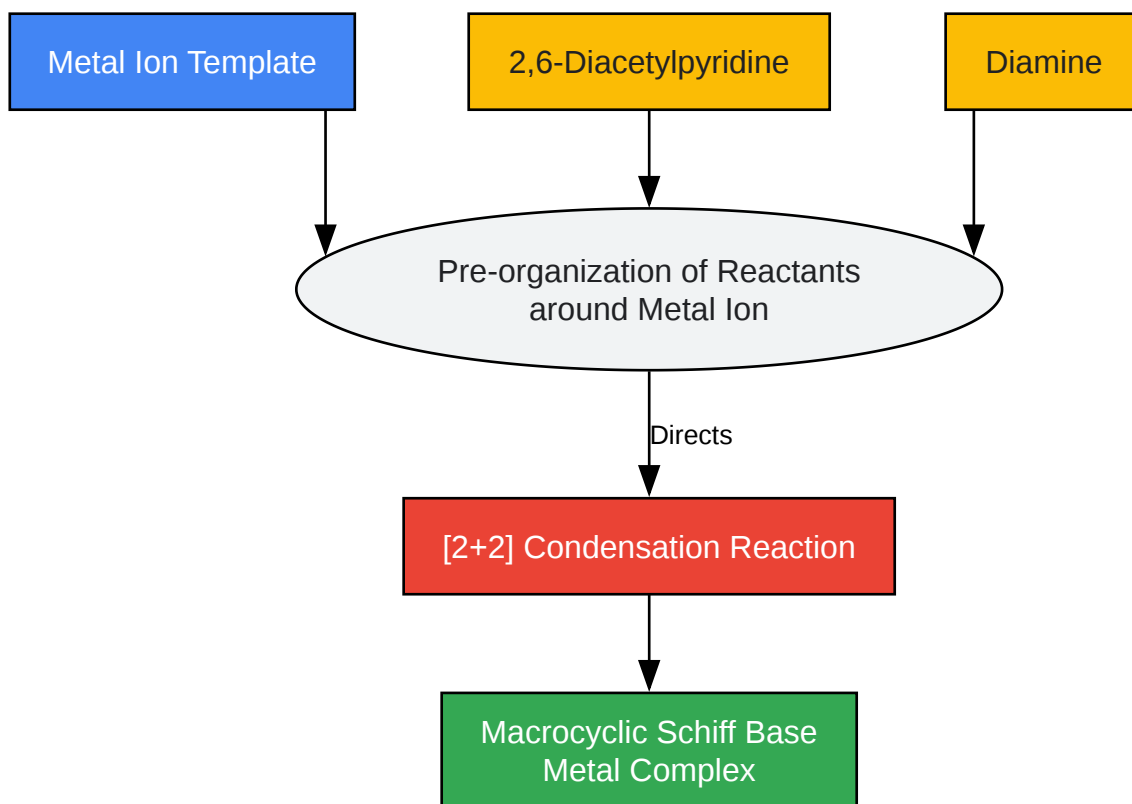 Metal Ion Template
2,6-Diacetylpyridine
Diamine
Pre-organization of Reactants
around Metal Ion
Directs
[2+2] Condensation Reaction
Macrocyclic Schiff Base
Metal Complex